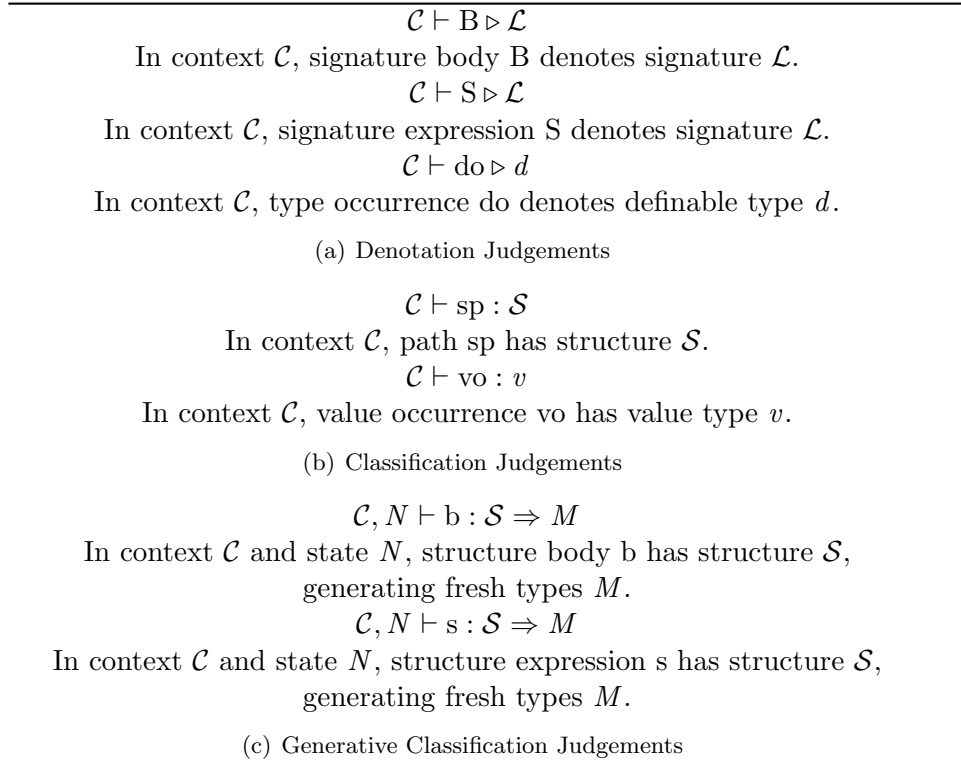 𝒞 ⊢ B ▷ ℒ
In context 𝒞, signature body B denotes signature ℒ.
𝒞 ⊢ S ▷ ℒ
In context 𝒞, signature expression S denotes signature ℒ.
𝒞 ⊢ do ▷ d
In context 𝒞, type occurrence do denotes definable type d.
(a) Denotation Judgements
𝒞 ⊢ sp : 𝒮
In context 𝒞, path sp has structure 𝒮.
𝒞 ⊢ vo : v
In context 𝒞, value occurrence vo has value type v.
(b) Classification Judgements
𝒞, N ⊢ b : 𝒮 ⇒ M
In context 𝒞 and state N, structure body b has structure 𝒮,
generating fresh types M.
𝒞, N ⊢ s : 𝒮 ⇒ M
In context 𝒞 and state N, structure expression s has structure 𝒮,
generating fresh types M.
(c) Generative Classification Judgements